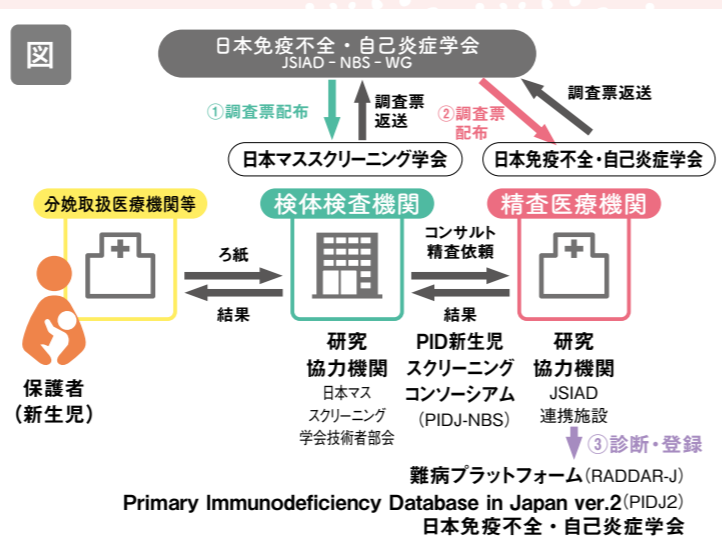 図
日本免疫不全・自己炎症学会
JSIAD－NBS－WG
①調査票配布
調査票
返送
②調査票
配布
調査票返送
日本マススクリーニング学会
日本免疫不全・自己炎症学会
分娩取扱医療機関等
検体検査機関
精査医療機関
ろ紙
結果
コンサルト
精査依頼
結果
保護者
（新生児）
研究
協力機関
日本マス
スクリーニング
学会技術者部会
PID新生児
スクリーニング
コンソーシアム
(PIDJ-NBS)
研究
協力機関
JSIAD
連携施設
③診断・登録
難病プラットフォーム(RADDAR-J)
Primary Immunodeficiency Database in Japan ver.2(PIDJ2)
日本免疫不全・自己炎症学会